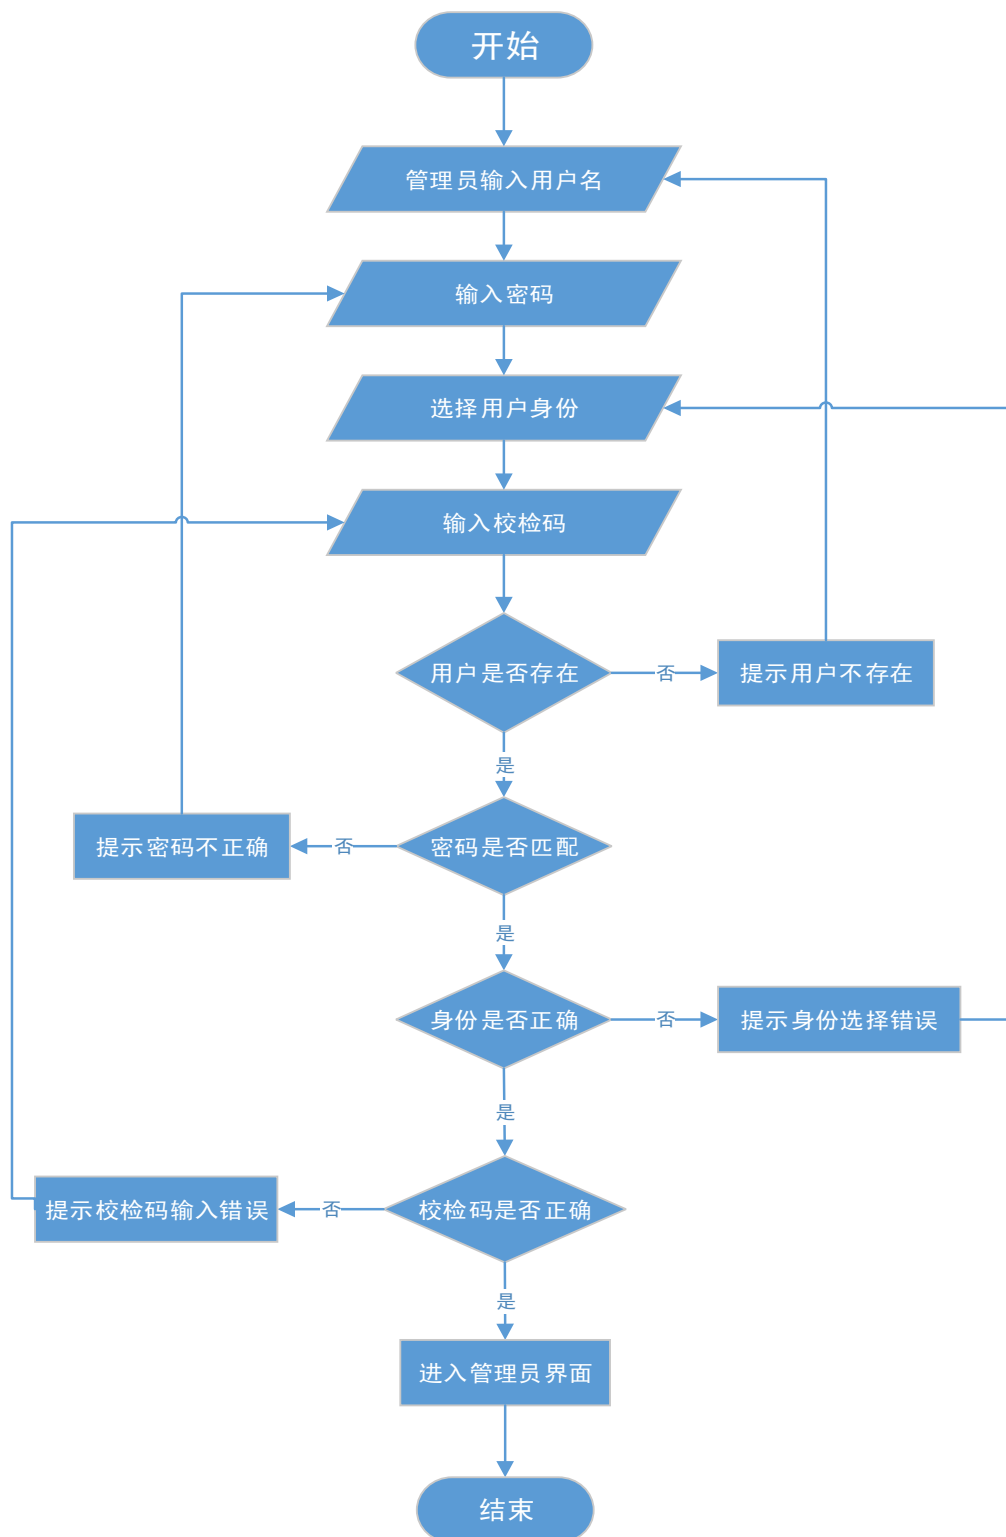 开始
管理员输入用户名
输入密码
选择用户身份
输入校检码
用户是否存在
否
提示用户不存在
是
提示密码不正确
否
密码是否匹配
是
身份是否正确
否
提示身份选择错误
是
提示校检码输入错误
否
校检码是否正确
是
进入管理员界面
结束